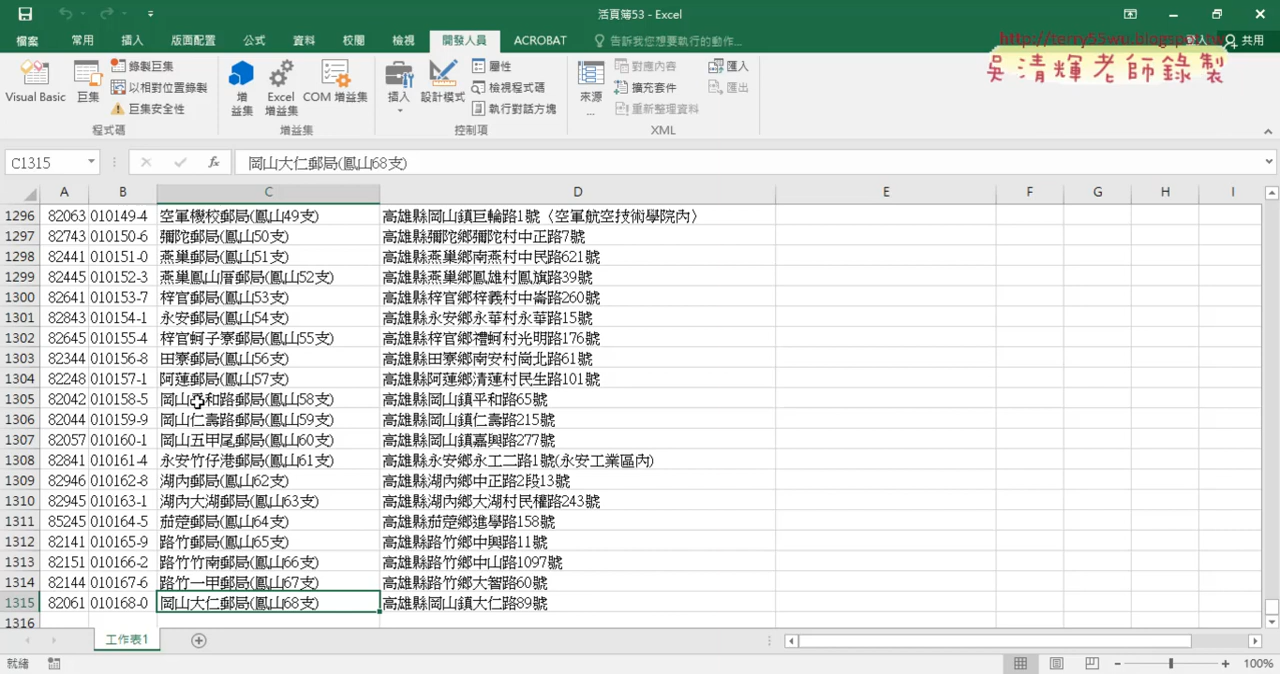 活頁簿53 - Excel
http://terry55wu.blogspot.tw
吳清輝老師錄製
檔案 常用 插入 版面配置 公式 資料 校閱 檢視 開發人員 ACROBAT 告訴我您想要執行的動作... 登入 共用
Visual Basic 巨集 錄製巨集 以相對位置錄製 巨集安全性
增益集 Excel 增益集 COM 增益集
插入 設計模式 屬性 檢視程式碼 執行對話方塊
來源... 對應內容 擴充套件 重新整理資料 匯入 匯出
程式碼 增益集 控制項 XML
C1315 fx 岡山大仁郵局(鳳山68支)
A B C D E F G H I
1296 82063 010149-4 空軍機校郵局(鳳山49支) 高雄縣岡山鎮巨輪路1號〈空軍航空技術學院內〉
1297 82743 010150-6 彌陀郵局(鳳山50支) 高雄縣彌陀鄉彌陀村中正路7號
1298 82441 010151-0 燕巢郵局(鳳山51支) 高雄縣燕巢鄉南燕村中民路621號
1299 82445 010152-3 燕巢鳳山厝郵局(鳳山52支) 高雄縣燕巢鄉鳳雄村鳳旗路39號
1300 82641 010153-7 梓官郵局(鳳山53支) 高雄縣梓官鄉梓義村中崙路260號
1301 82843 010154-1 永安郵局(鳳山54支) 高雄縣永安鄉永華村永華路15號
1302 82645 010155-4 梓官蚵子寮郵局(鳳山55支) 高雄縣梓官鄉禮蚵村光明路176號
1303 82344 010156-8 田寮郵局(鳳山56支) 高雄縣田寮鄉南安村崗北路61號
1304 82248 010157-1 阿蓮郵局(鳳山57支) 高雄縣阿蓮鄉清蓮村民生路101號
1305 82042 010158-5 岡山平和路郵局(鳳山58支) 高雄縣岡山鎮平和路65號
1306 82044 010159-9 岡山仁壽路郵局(鳳山59支) 高雄縣岡山鎮仁壽路215號
1307 82057 010160-1 岡山五甲尾郵局(鳳山60支) 高雄縣岡山鎮嘉興路277號
1308 82841 010161-4 永安竹仔港郵局(鳳山61支) 高雄縣永安鄉永工二路1號(永安工業區內)
1309 82946 010162-8 湖內郵局(鳳山62支) 高雄縣湖內鄉中正路2段13號
1310 82945 010163-1 湖內大湖郵局(鳳山63支) 高雄縣湖內鄉大湖村民權路243號
1311 85245 010164-5 茄萣郵局(鳳山64支) 高雄縣茄萣鄉進學路158號
1312 82141 010165-9 路竹郵局(鳳山65支) 高雄縣路竹鄉中興路11號
1313 82151 010166-2 路竹竹南郵局(鳳山66支) 高雄縣路竹鄉中山路1097號
1314 82144 010167-6 路竹一甲郵局(鳳山67支) 高雄縣路竹鄉大智路60號
1315 82061 010168-0 岡山大仁郵局(鳳山68支) 高雄縣岡山鎮大仁路89號
1316
工作表1
就緒 100%